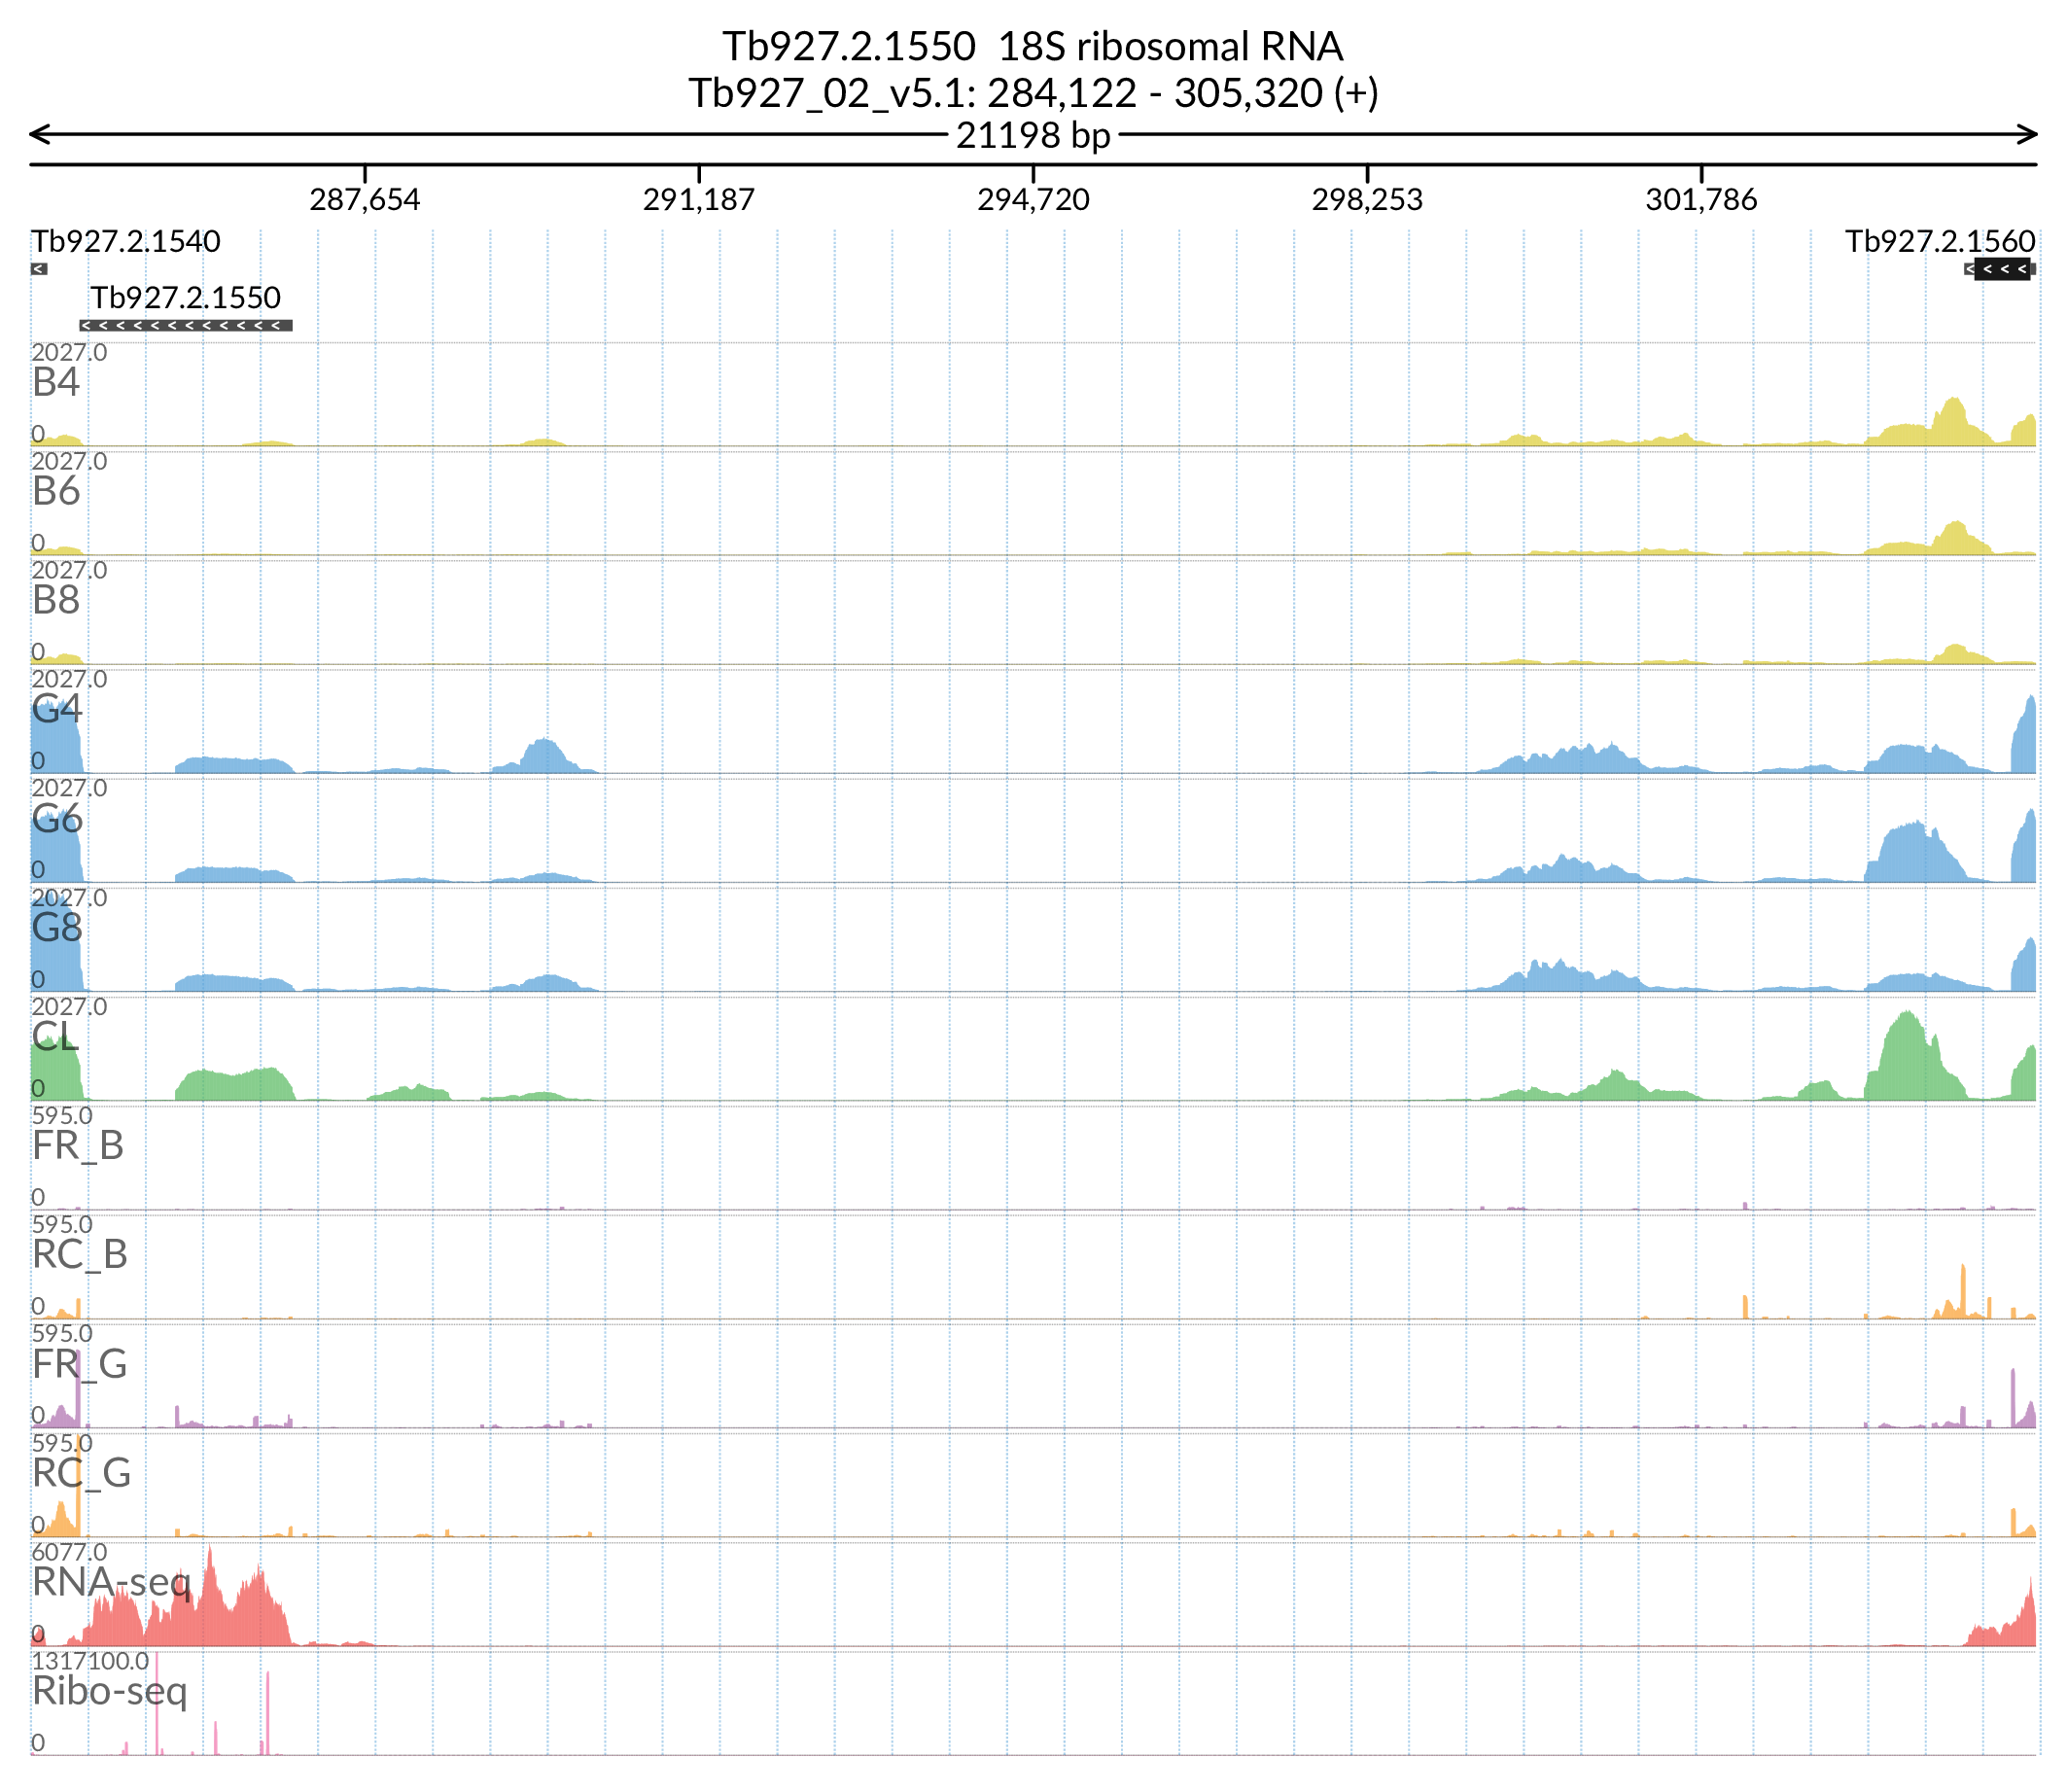 Tb927.2.1550  18S ribosomal RNA
Tb927_02_v5.1: 284,122 - 305,320 (+)
21198 bp
287,654 291,187 294,720 298,253 301,786
Tb927.2.1540 Tb927.2.1560
Tb927.2.1550
2027.0
B4
0
2027.0
B6
0
2027.0
B8
0
2027.0
G4
0
2027.0
G6
0
2027.0
G8
0
2027.0
CL
0
595.0
FR_B
0
595.0
RC_B
0
595.0
FR_G
0
595.0
RC_G
0
6077.0
RNA-seq
0
1317100.0
Ribo-seq
0